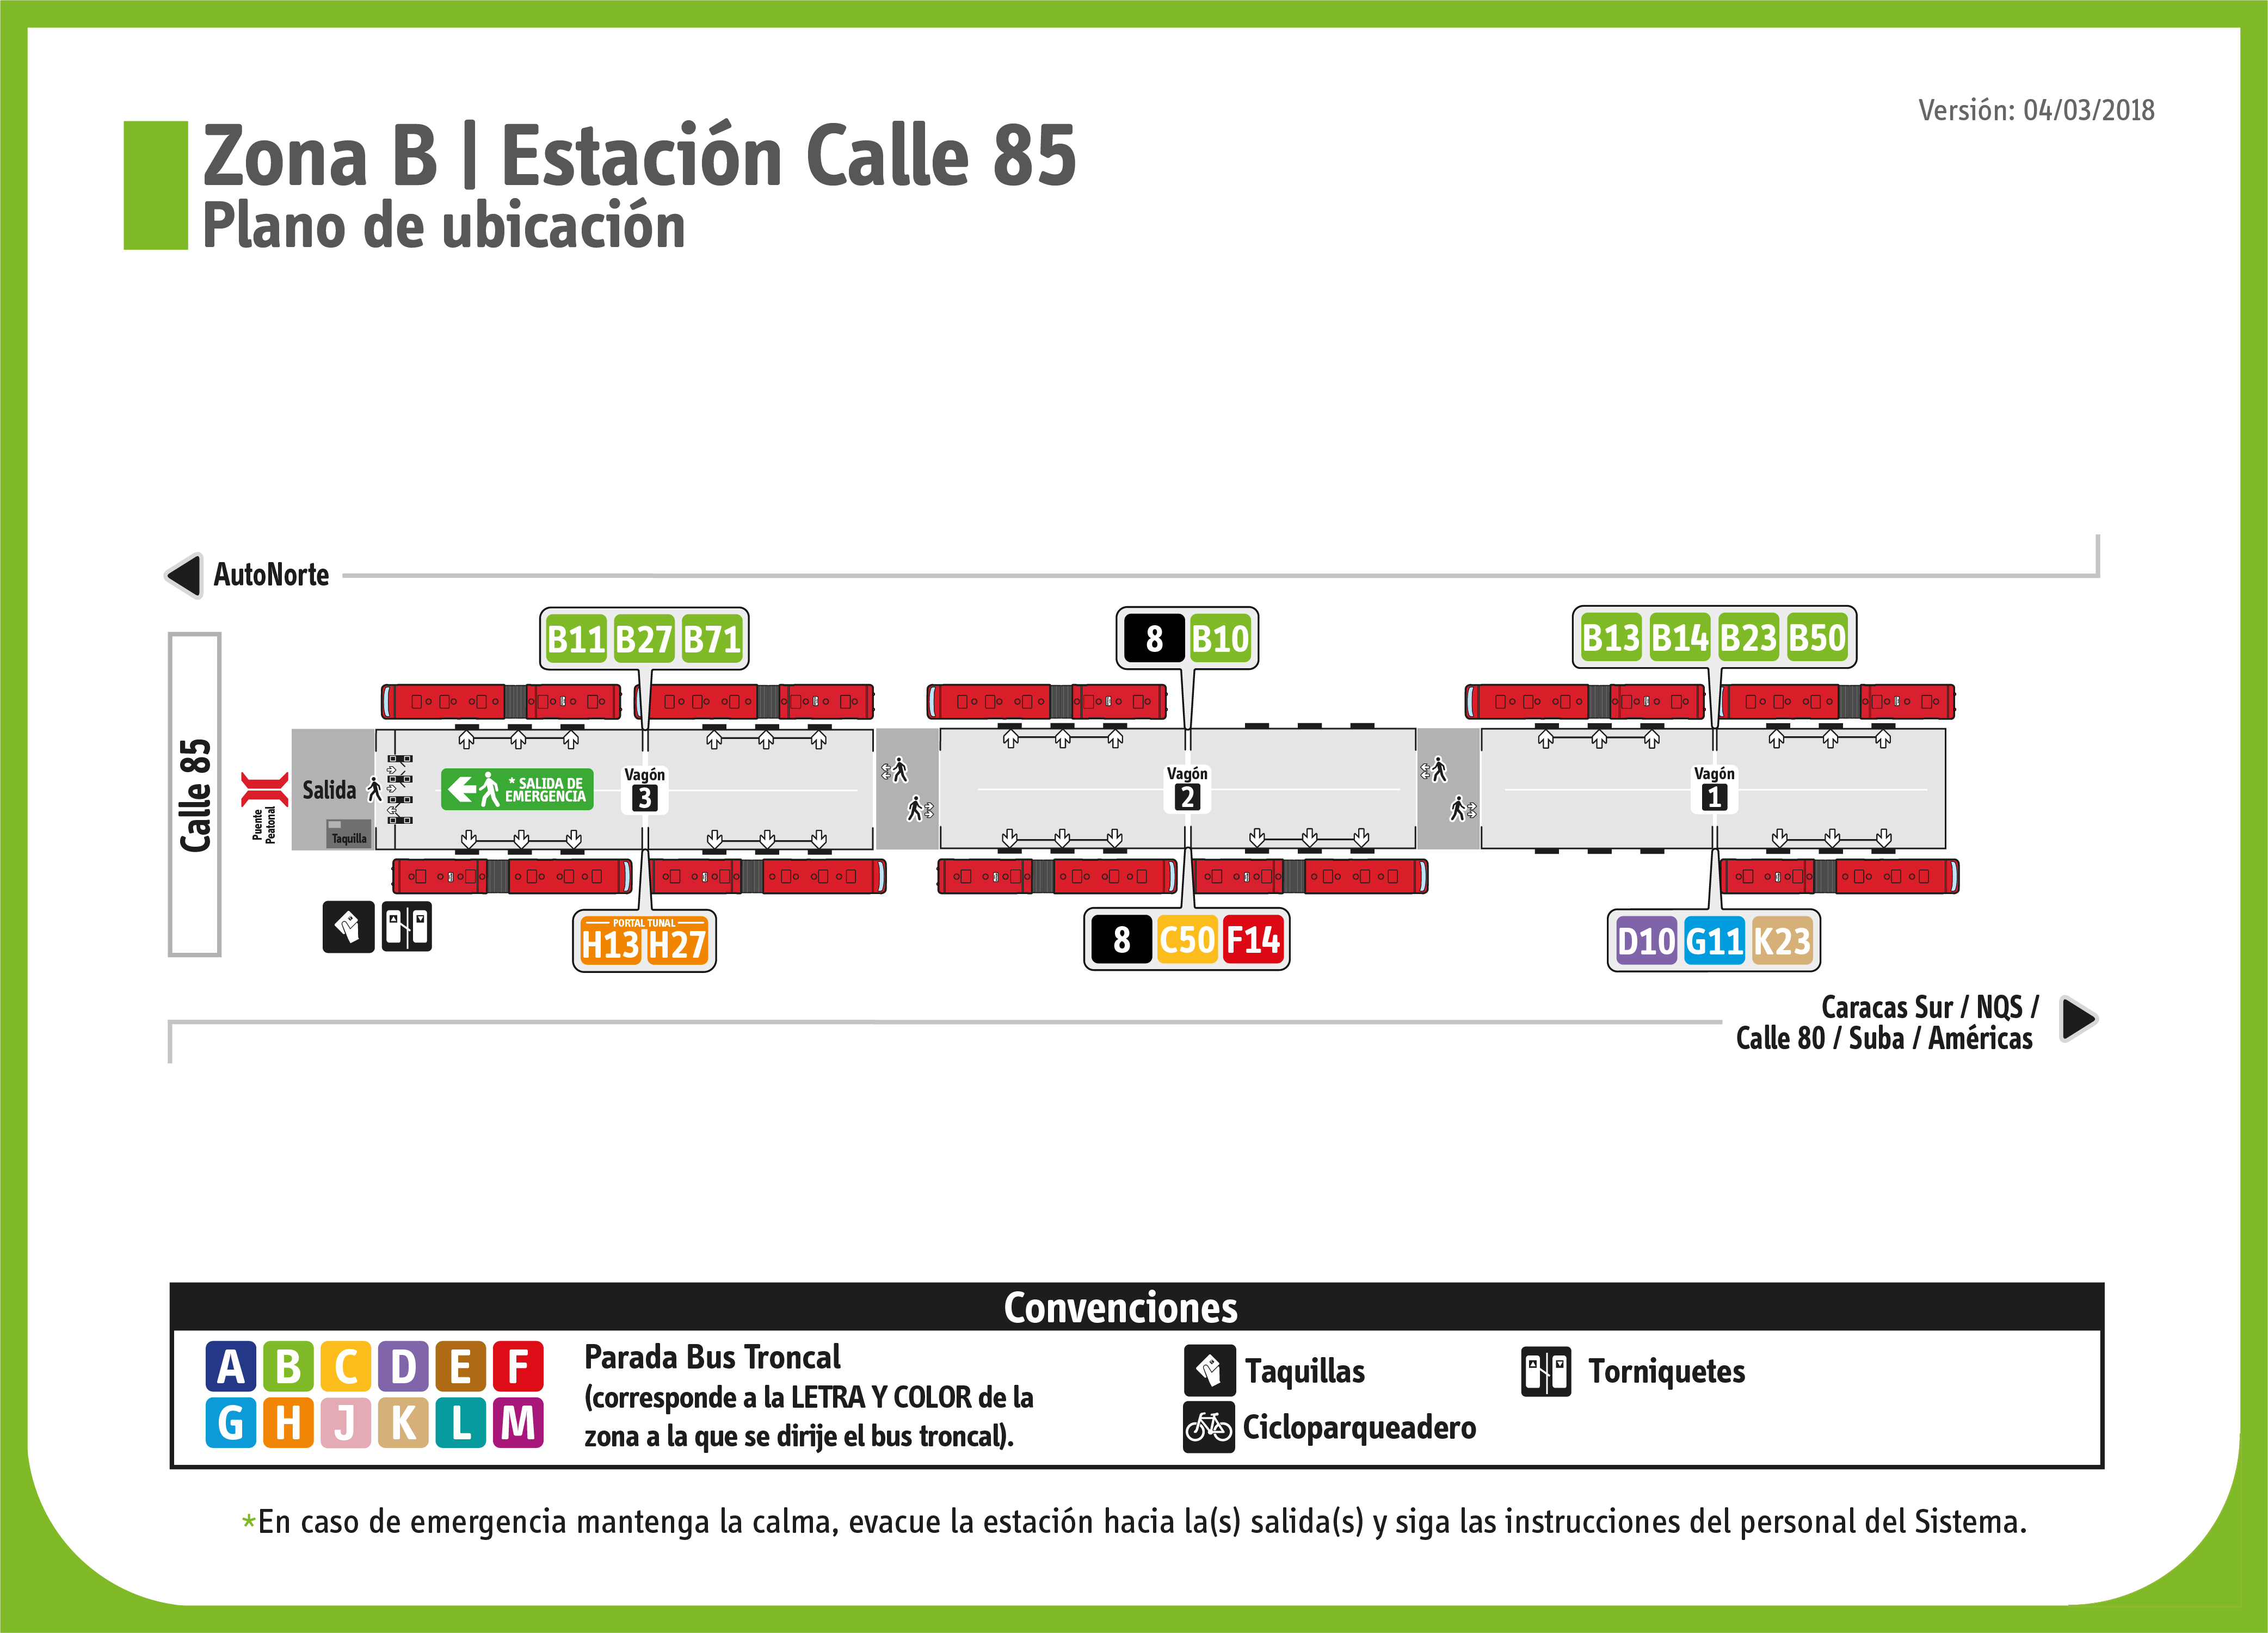 Versión: 04/03/2018
Zona B | Estación Calle 85
Plano de ubicación
AutoNorte
B11 B27 B71
8 B10
B13 B14 B23 B50
Calle 85
Puente
Peatonal
Salida
Taquilla
* SALIDA DE
EMERGENCIA
Vagón
3
Vagón
2
Vagón
1
PORTAL TUNAL
H13 H27
8 C50 F14
D10 G11 K23
Caracas Sur / NQS /
Calle 80 / Suba / Américas
Convenciones
A B C D E F
G H J K L M
Parada Bus Troncal
(corresponde a la LETRA Y COLOR de la
zona a la que se dirije el bus troncal).
Taquillas
Cicloparqueadero
Torniquetes
*En caso de emergencia mantenga la calma, evacue la estación hacia la(s) salida(s) y siga las instrucciones del personal del Sistema.